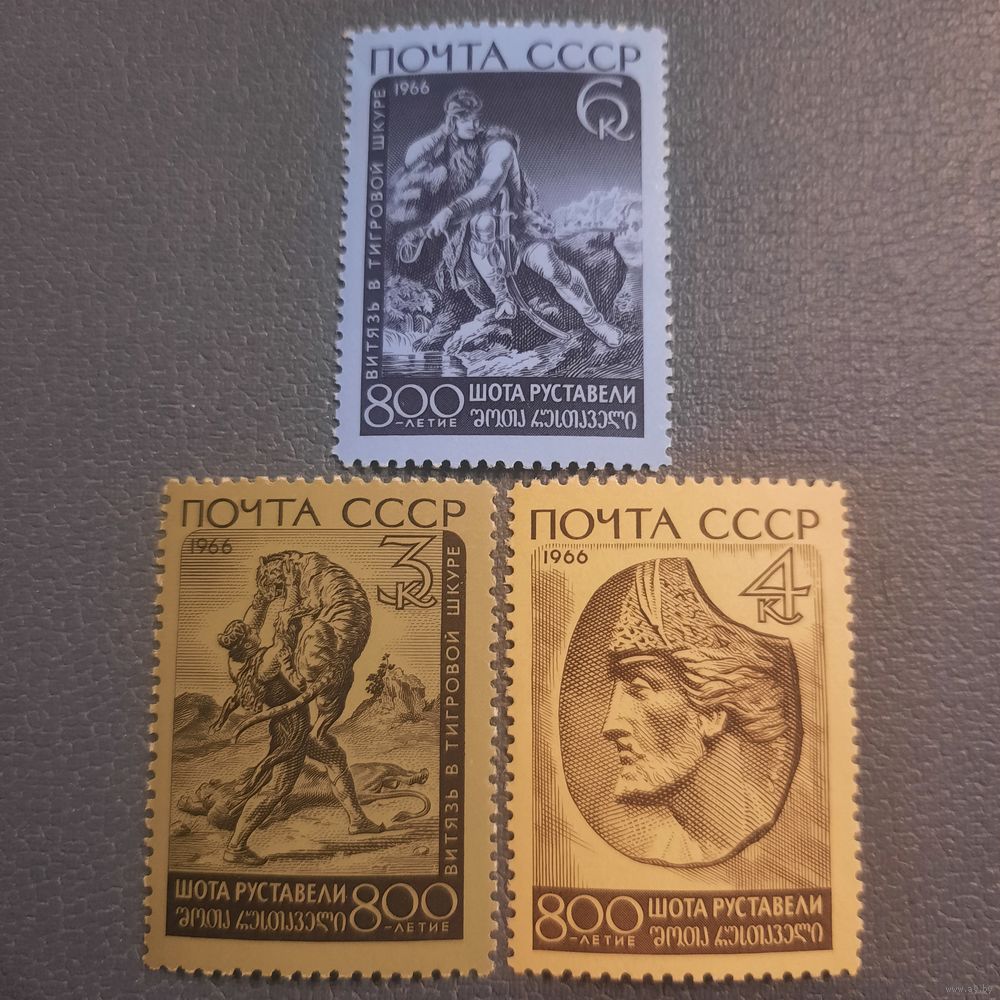 ПОЧТА СССР
1966
6к
ВИТЯЗЬ В ТИГРОВОЙ ШКУРЕ
800
-ЛЕТИЕ
ШОТА РУСТАВЕЛИ
შოთა რუსთაველი
ПОЧТА СССР
1966
3к
ВИТЯЗЬ В ТИГРОВОЙ ШКУРЕ
ШОТА РУСТАВЕЛИ
შოთა რუსთაველი
800
-ЛЕТИЕ
ПОЧТА СССР
1966
4к
800
-ЛЕТИЕ
ШОТА РУСТАВЕЛИ
შოთა რუსთაველი